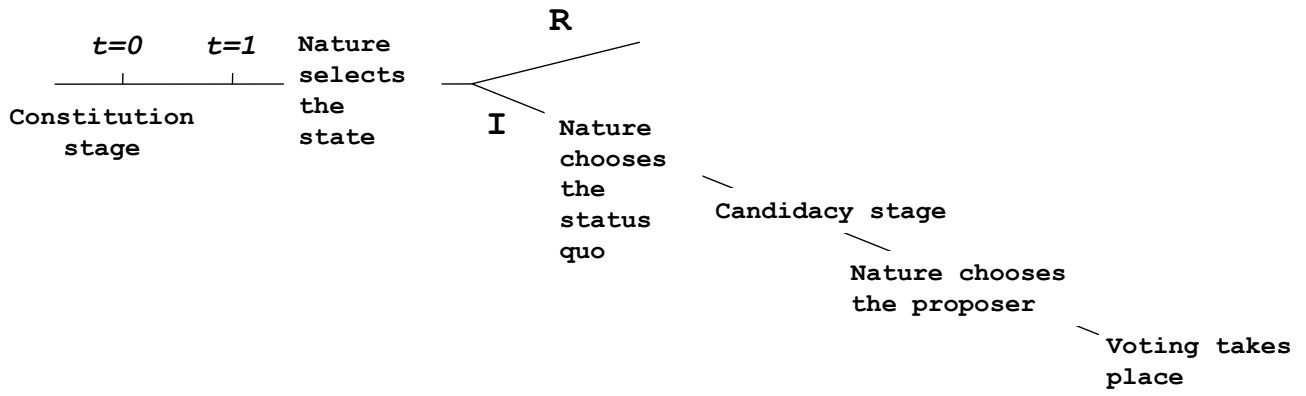 R
t=0
t=1
Nature
selects
the
state
Constitution
stage
I
Nature
chooses
the
status
quo
Candidacy stage
Nature chooses
the proposer
Voting takes
place